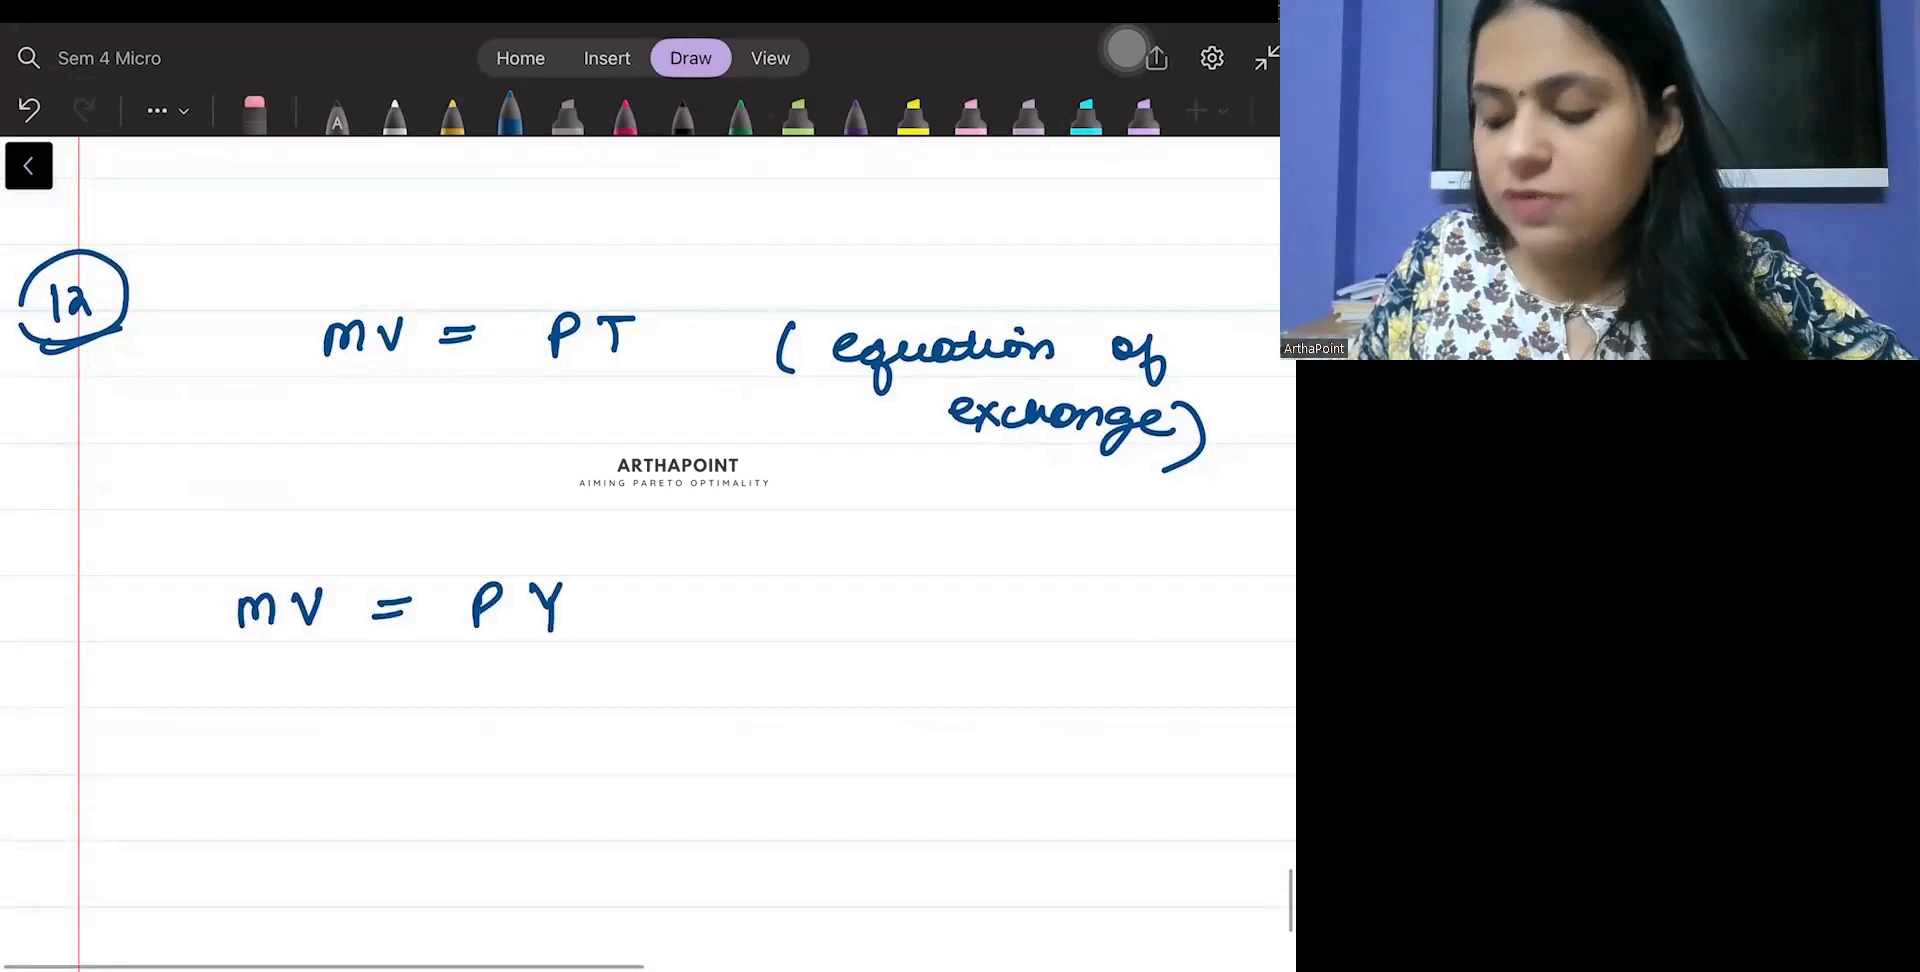 Sem 4 Micro
Home Insert Draw View
A
12
MV = PT (equation of
exchange)
ARTHAPOINT
AIMING PARETO OPTIMALITY
MV = PY
ArthaPoint